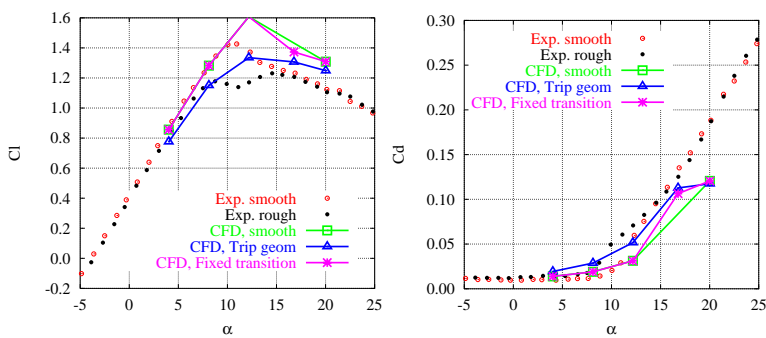 1.6
1.4
1.2
1.0
0.8
0.6
0.4
0.2
0.0
-0.2
Cl
-5 0 5 10 15 20 25
α
Exp. smooth
Exp. rough
CFD, smooth
CFD, Trip geom
CFD, Fixed transition
0.30
0.25
0.20
0.15
0.10
0.05
0.00
Cd
-5 0 5 10 15 20 25
α
Exp. smooth
Exp. rough
CFD, smooth
CFD, Trip geom
CFD, Fixed transition